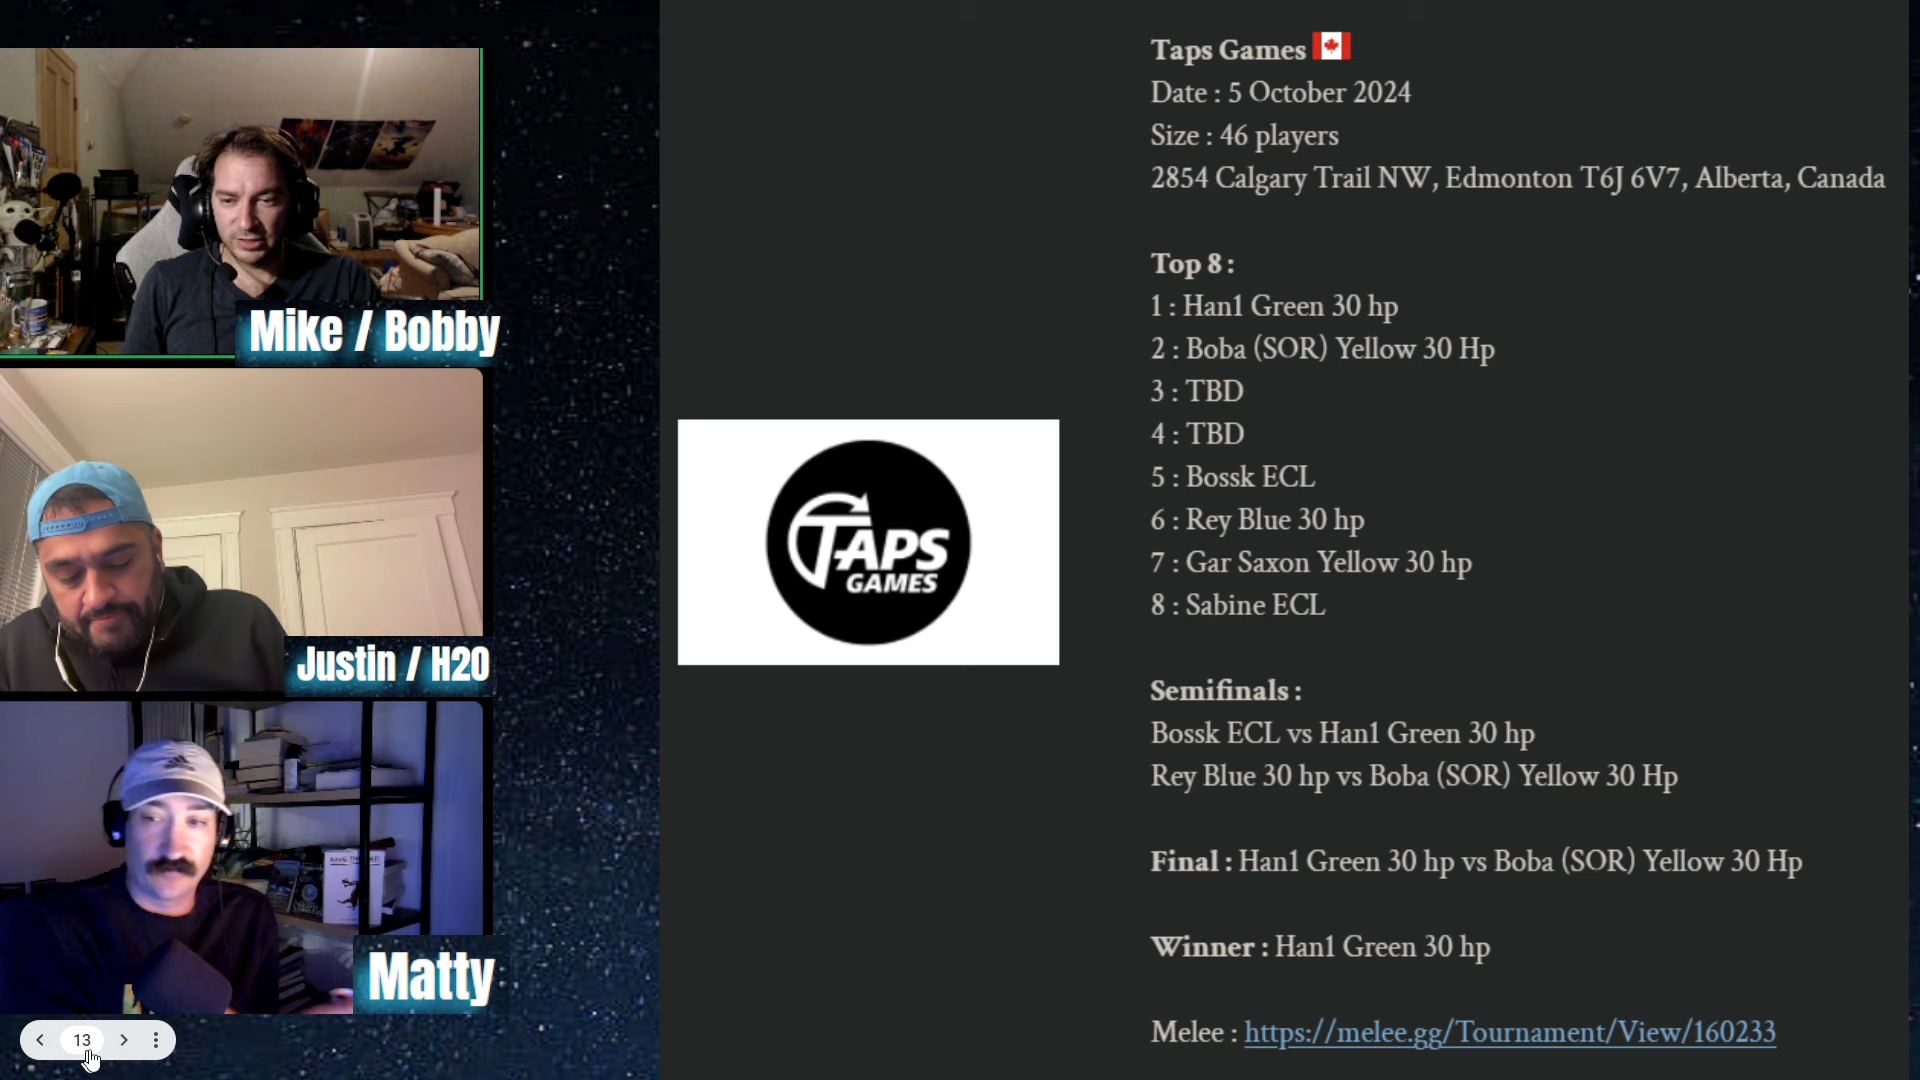 Mike / Bobby
Justin / H20
Matty
13
TAPS
GAMES
Taps Games
Date : 5 October 2024
Size : 46 players
2854 Calgary Trail NW, Edmonton T6J 6V7, Alberta, Canada
Top 8 :
1 : Han1 Green 30 hp
2 : Boba (SOR) Yellow 30 Hp
3 : TBD
4 : TBD
5 : Bossk ECL
6 : Rey Blue 30 hp
7 : Gar Saxon Yellow 30 hp
8 : Sabine ECL
Semifinals :
Bossk ECL vs Han1 Green 30 hp
Rey Blue 30 hp vs Boba (SOR) Yellow 30 Hp
Final : Han1 Green 30 hp vs Boba (SOR) Yellow 30 Hp
Winner : Han1 Green 30 hp
Melee : https://melee.gg/Tournament/View/160233